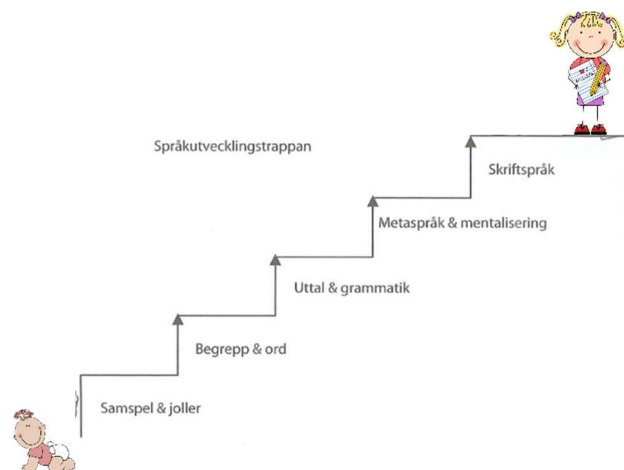 Språkutvecklingstrappan
Skriftspråk
Metaspråk & mentalisering
Uttal & grammatik
Begrepp & ord
Samspel & joller